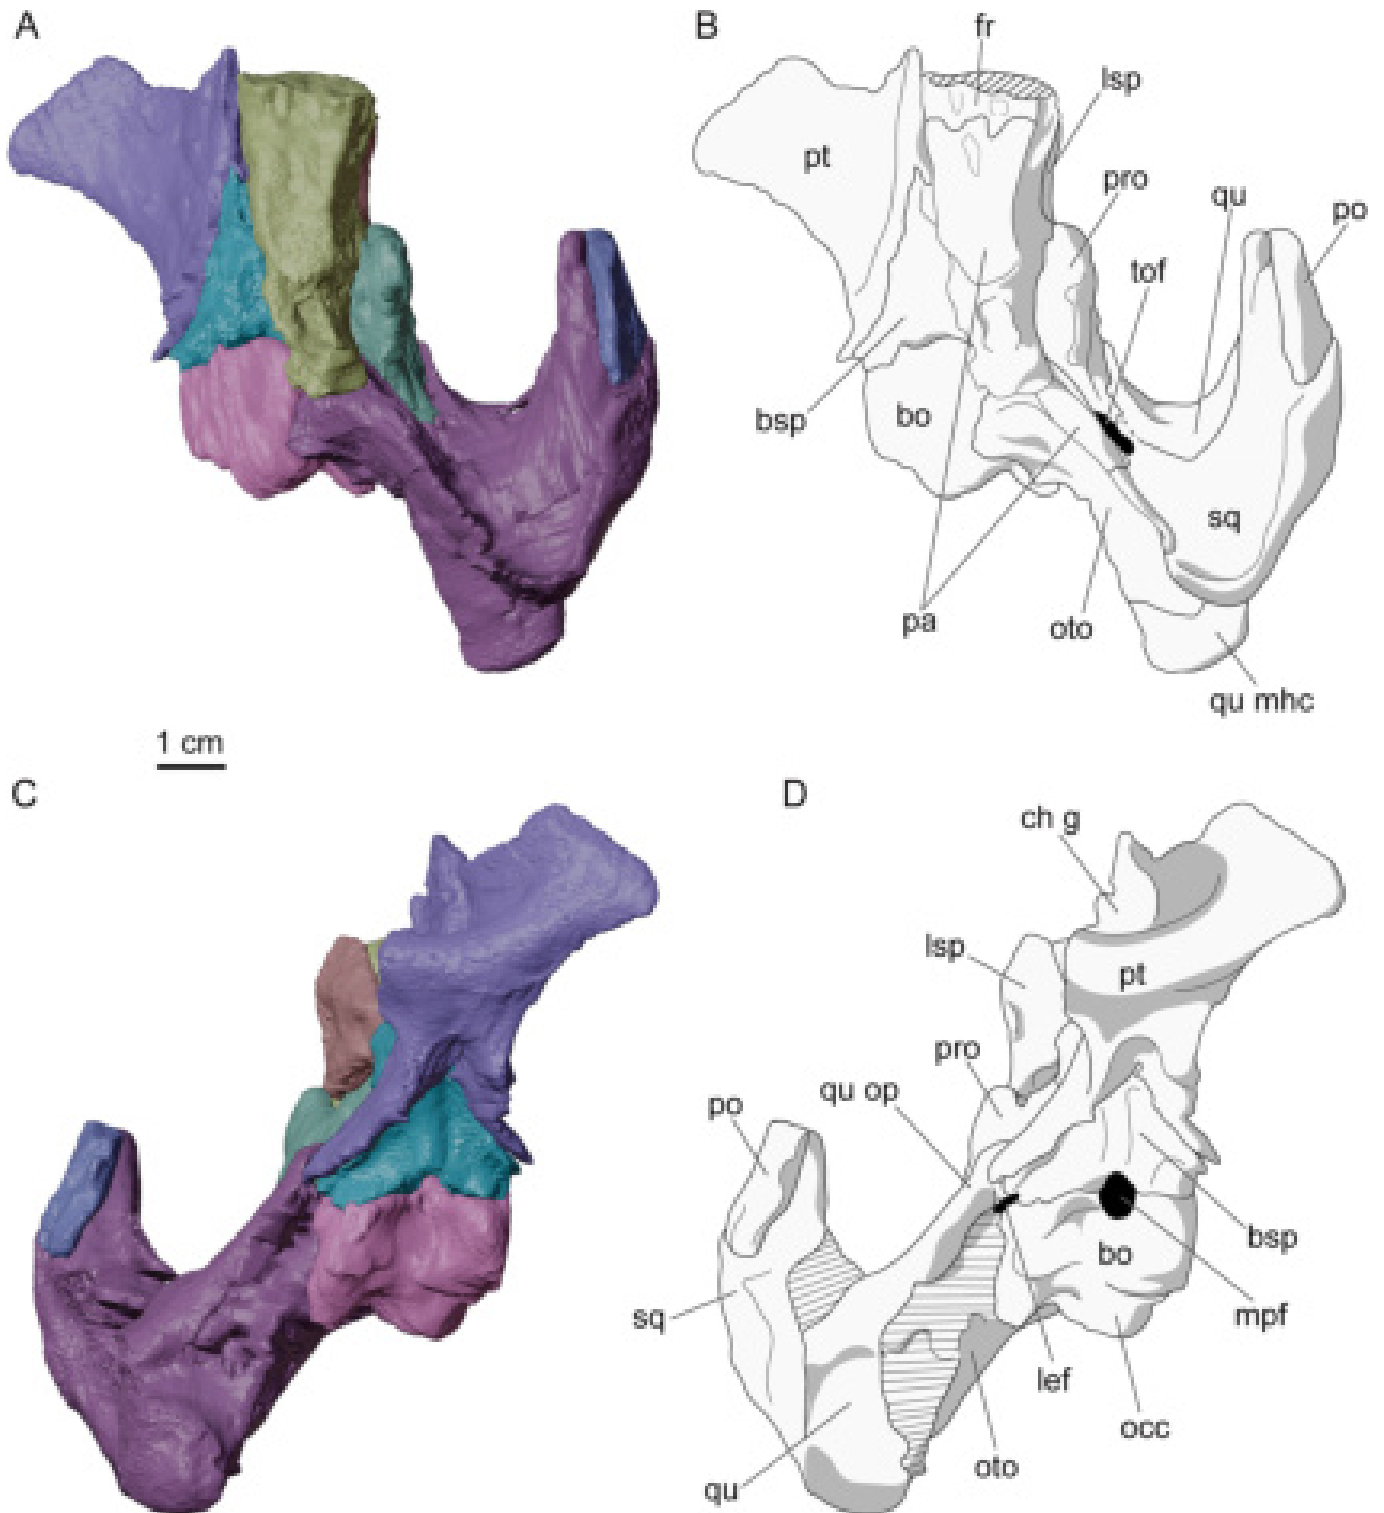 A
B
fr
lsp
pt
pro
qu
po
tof
bsp
bo
sq
pa
oto
qu mhc
1 cm
C
D
ch g
lsp
pt
pro
qu op
po
bsp
bo
mpf
sq
lef
occ
oto
qu